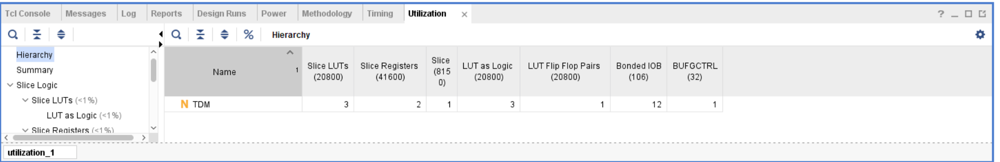 Tcl Console Messages Log Reports Design Runs Power Methodology Timing Utilization × ? _
% Hierarchy
Hierarchy
Summary
Slice Logic
Slice LUTs (<1%)
LUT as Logic (<1%)
Slice Registers (<1%)
Name 1
Slice LUTs
(20800)
Slice Registers
(41600)
Slice
(815
0)
LUT as Logic
(20800)
LUT Flip Flop Pairs
(20800)
Bonded IOB
(106)
BUFGCTRL
(32)
N TDM 3 2 1 3 1 12 1
utilization_1